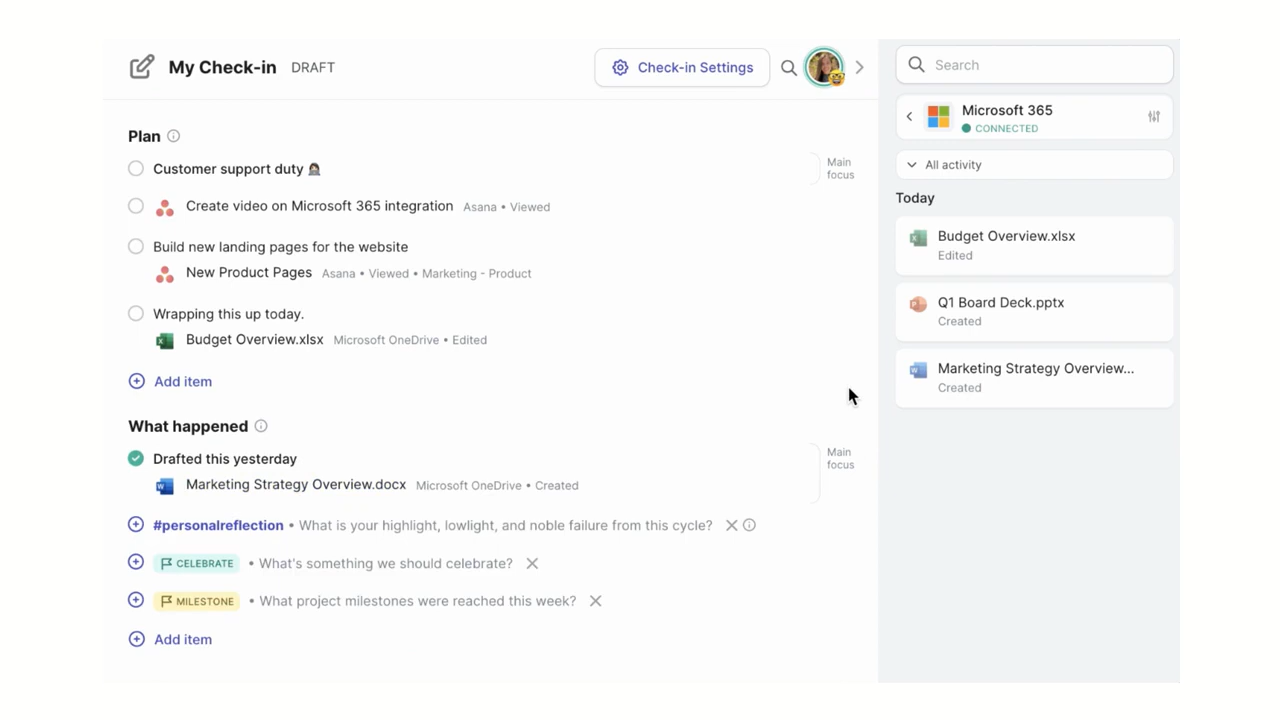 My Check-in DRAFT
Check-in Settings
Plan
Customer support duty
Main
focus
Create video on Microsoft 365 integration Asana • Viewed
Build new landing pages for the website
New Product Pages Asana • Viewed • Marketing - Product
Wrapping this up today.
Budget Overview.xlsx Microsoft OneDrive • Edited
Add item
What happened
Drafted this yesterday
Main
focus
Marketing Strategy Overview.docx Microsoft OneDrive • Created
#personalreflection • What is your highlight, lowlight, and noble failure from this cycle?
CELEBRATE • What's something we should celebrate?
MILESTONE • What project milestones were reached this week?
Add item
Search
Microsoft 365
CONNECTED
All activity
Today
Budget Overview.xlsx
Edited
Q1 Board Deck.pptx
Created
Marketing Strategy Overview...
Created